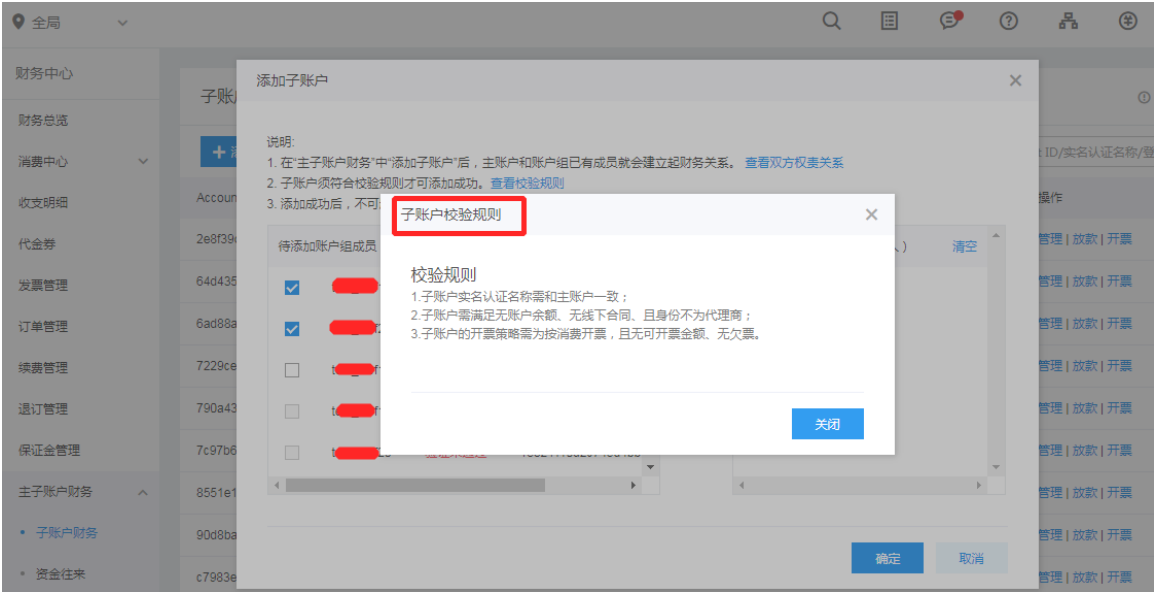 全局
财务中心
财务总览
消费中心
收支明细
代金券
发票管理
订单管理
续费管理
退订管理
保证金管理
主子账户财务
子账户财务
资金往来
子账
Accoun
2e8f39
64d435
6ad88a
7229ce
790a43
7c97b6
8551e1
90d8ba
c7983e
添加子账户
说明:
1. 在“主子账户财务”中“添加子账户”后，主账户和账户组已有成员就会建立起财务关系。 查看双方权责关系
2. 子账户须符合校验规则才可添加成功。查看校验规则
3. 添加成功后，不可
待添加账户组成员
清空
子账户校验规则
校验规则
1.子账户实名认证名称需和主账户一致；
2.子账户需满足无账户余额、无线下合同、且身份不为代理商；
3.子账户的开票策略需为按消费开票，且无可开票金额、无欠票。
关闭
确定
取消
ID/实名认证名称/登
操作
管理 | 放款 | 开票
管理 | 放款 | 开票
管理 | 放款 | 开票
管理 | 放款 | 开票
管理 | 放款 | 开票
管理 | 放款 | 开票
管理 | 放款 | 开票
管理 | 放款 | 开票
管理 | 放款 | 开票